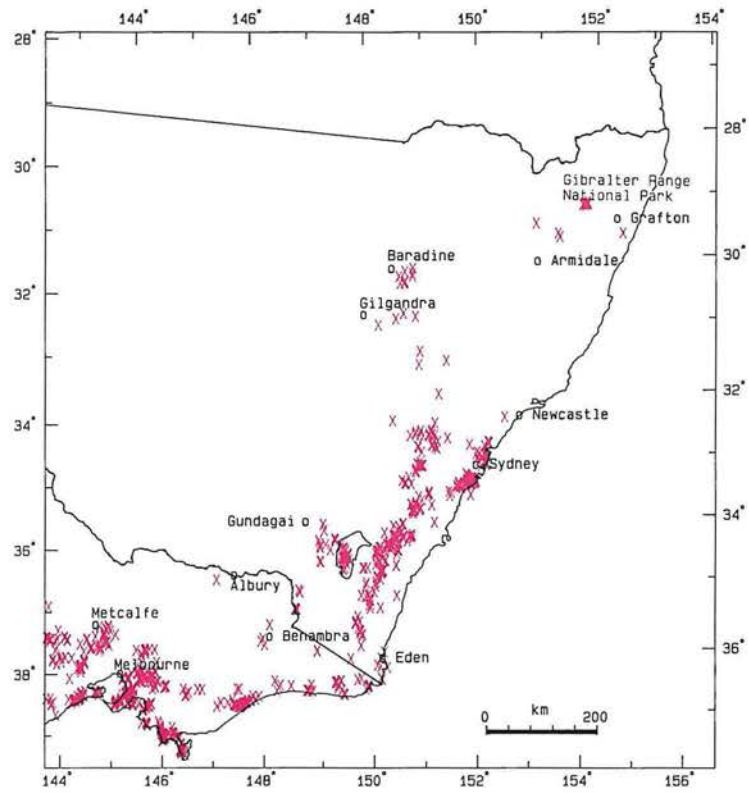 144° 146° 148° 150° 152° 154°
28°
28°
30°
Gibralter Range
National Park
Grafton
30°
Baradine
Armidale
32°
Gilgandra
32°
Newcastle
34°
Sydney
34°
Gundagai
36°
Albury
Metcalfe
Benambra
36°
Eden
Melbourne
38°
km
0 200
144° 146° 148° 150° 152° 154° 156°